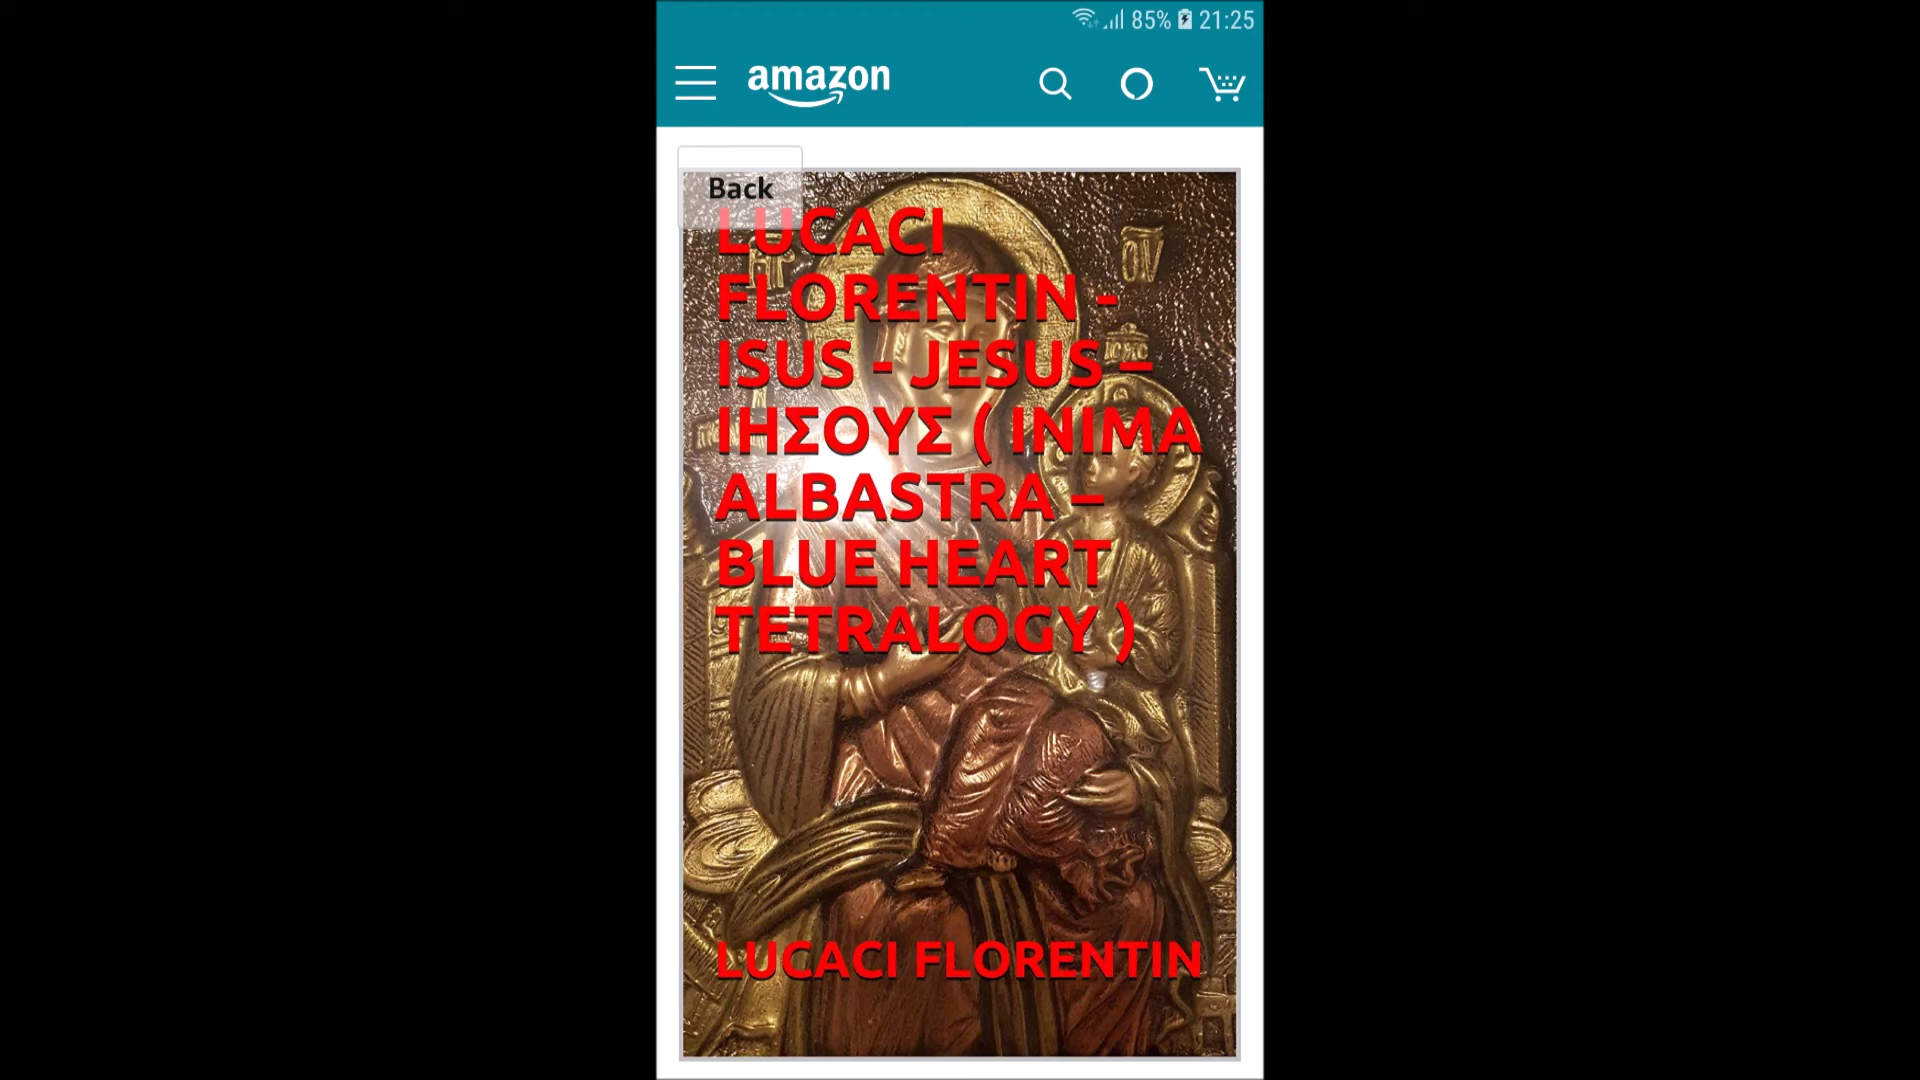 85% 21:25
amazon
Back
LUCACI
FLORENTIN -
ISUS - JESUS –
ΙΗΣΟΥΣ ( INIMA
ALBASTRA –
BLUE HEART
TETRALOGY )
LUCACI FLORENTIN